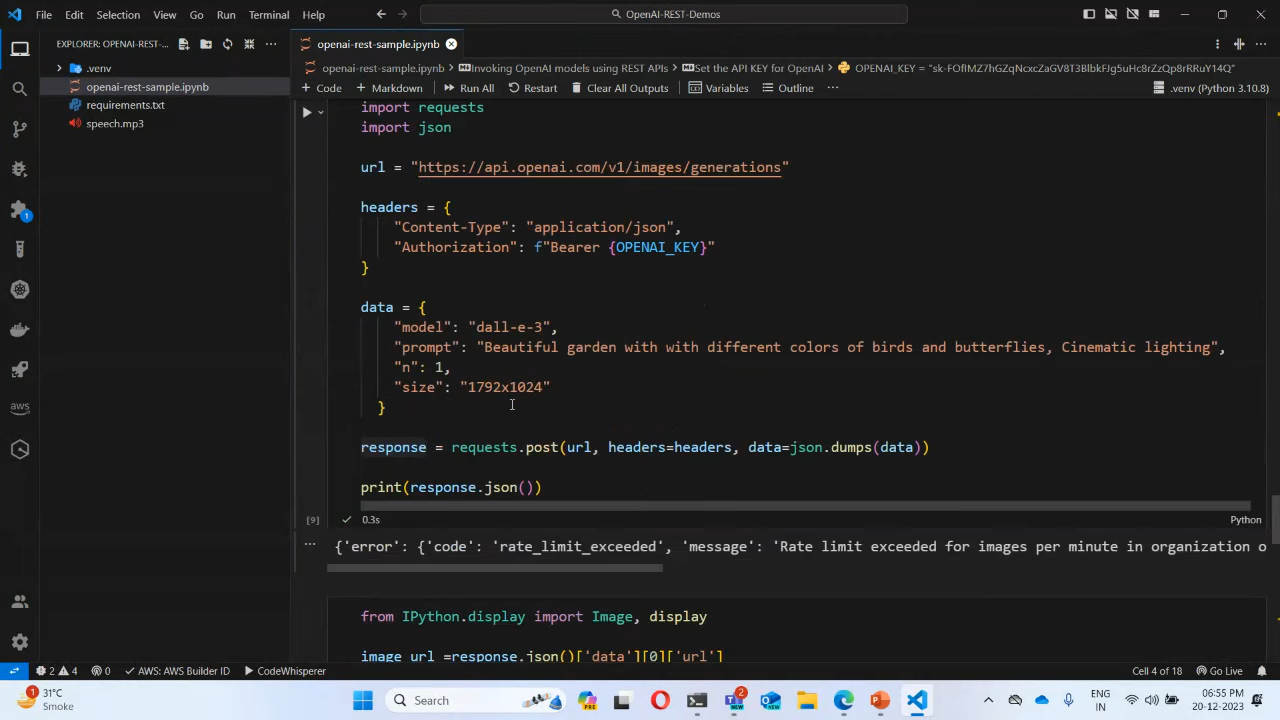 File Edit Selection View Go Run Terminal Help
OpenAI-REST-Demos
EXPLORER: OPENAI-REST-...
.venv
openai-rest-sample.ipynb
requirements.txt
speech.mp3
openai-rest-sample.ipynb
openai-rest-sample.ipynb > Invoking OpenAI models using REST APIs > Set the API KEY for OpenAI >
+ Code + Markdown Run All Restart Clear All Outputs Variables Outline ... .venv (Python 3.10.8)
import requests
import json
url = "https://api.openai.com/v1/images/generations"
headers = {
"Content-Type": "application/json",
"Authorization": f"Bearer {OPENAI_KEY}"
}
data = {
"model": "dall-e-3",
"prompt": "Beautiful garden with with different colors of birds and butterflies, Cinematic lighting",
"n": 1,
"size": "1792x1024"
}
response = requests.post(url, headers=headers, data=json.dumps(data))
print(response.json())
[9] 0.3s Python
{'error': {'code': 'rate_limit_exceeded', 'message': 'Rate limit exceeded for images per minute in organization o
from IPython.display import Image, display
image_url =response.json()['data'][0]['url']
2 4 0 AWS: AWS Builder ID CodeWhisperer Cell 4 of 18 Go Live
31°C
Smoke
Search
ENG
IN
06:55 PM
20-12-2023